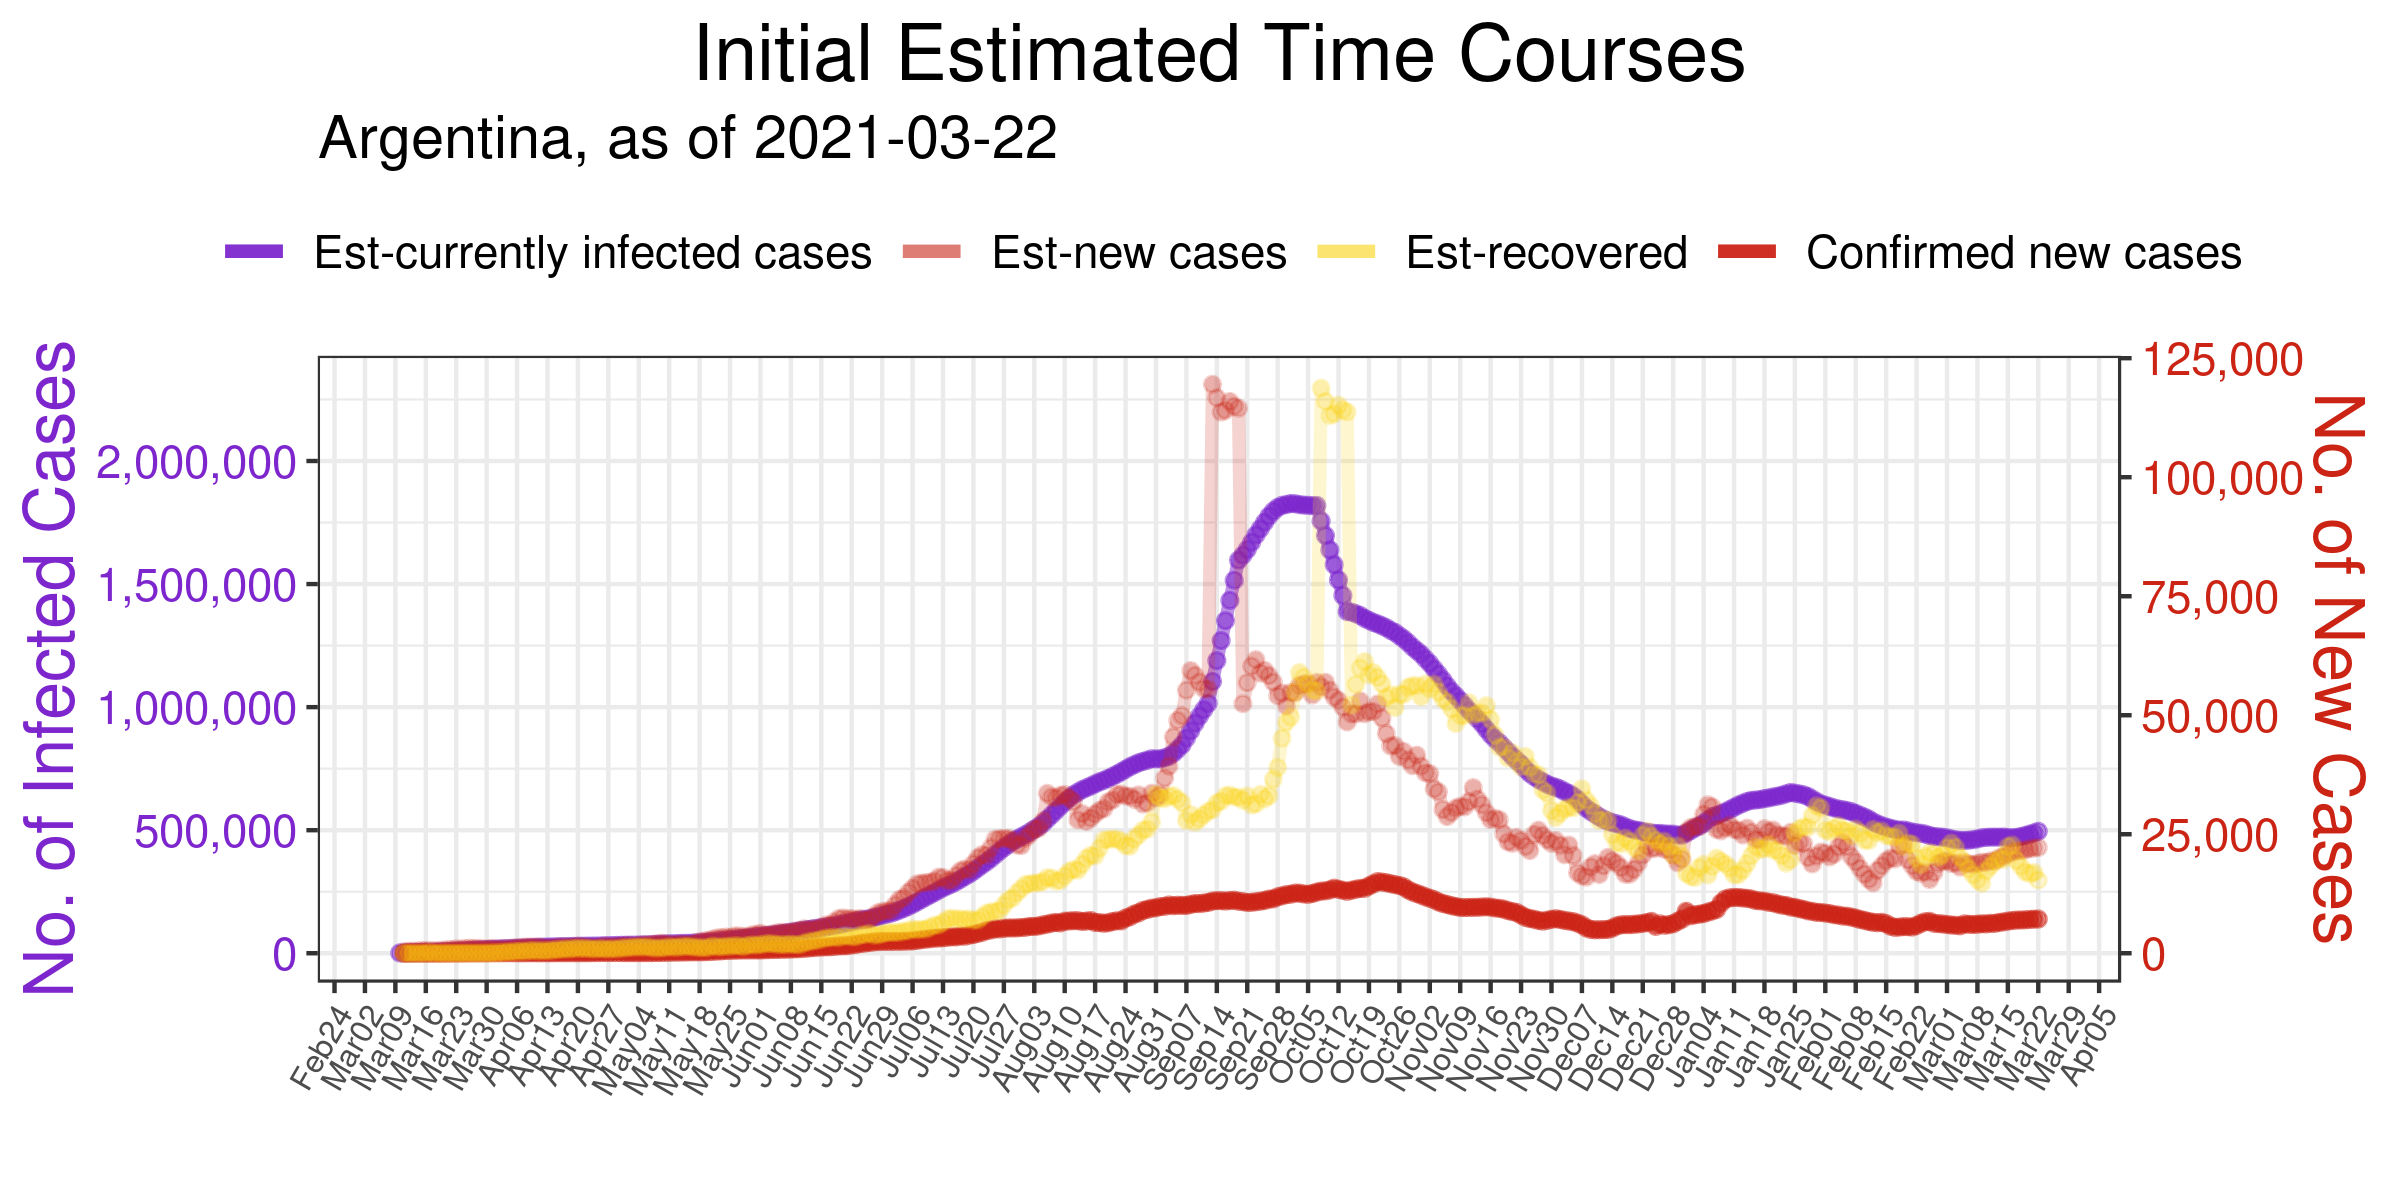 Initial Estimated Time Courses
Argentina, as of 2021-03-22
Est-currently infected cases Est-new cases Est-recovered Confirmed new cases
No. of Infected Cases
2,000,000
1,500,000
1,000,000
500,000
0
125,000
100,000
75,000
50,000
25,000
0
No. of New Cases
Feb24 Mar02 Mar09 Mar16 Mar23 Mar30 Apr06 Apr13 Apr20 Apr27 May04 May11 May18 May25 Jun01 Jun08 Jun15 Jun22 Jun29 Jul06 Jul13 Jul20 Jul27 Aug03 Aug10 Aug17 Aug24 Aug31 Sep07 Sep14 Sep21 Sep28 Oct05 Oct12 Oct19 Oct26 Nov02 Nov09 Nov16 Nov23 Nov30 Dec07 Dec14 Dec21 Dec28 Jan04 Jan11 Jan18 Jan25 Feb01 Feb08 Feb15 Feb22 Mar01 Mar08 Mar15 Mar22 Mar29 Apr05